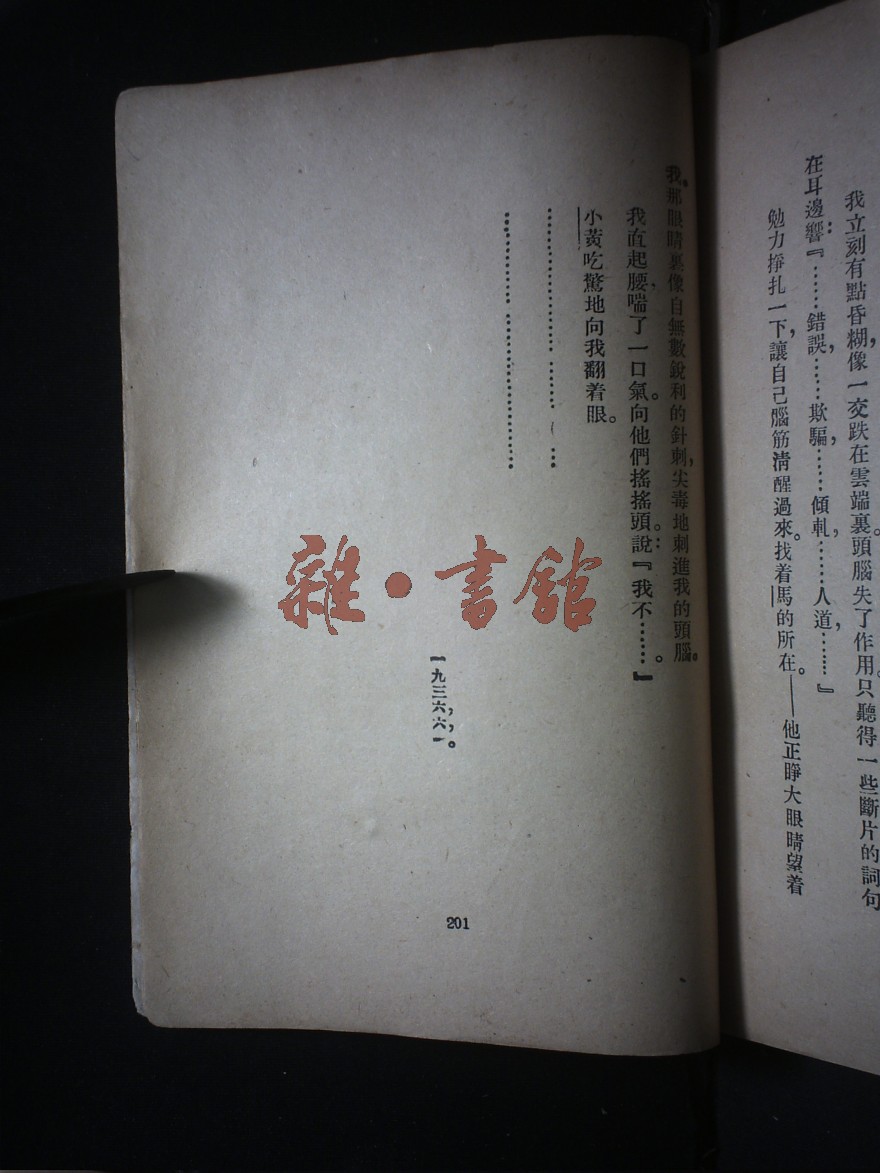 我立刻有點昏糊，像一交跌在雲端裏。頭腦失了作用。只聽得一些斷片的詞句
在耳邊響：『……錯誤，……欺騙，……傾軋，……人道，……』
勉力掙扎一下，讓自己腦筋清醒過來。找着馬的所在。——他正睜大眼睛望着
我，那眼睛裏像自無數銳利的針刺，尖毒地刺進我的頭腦。
我直起腰，喘了一口氣。向他們搖搖頭。說：『我不……。』
小黃吃驚地向我翻着眼。
……………………
……………………
一九三六，六，一。
201
雜·書館